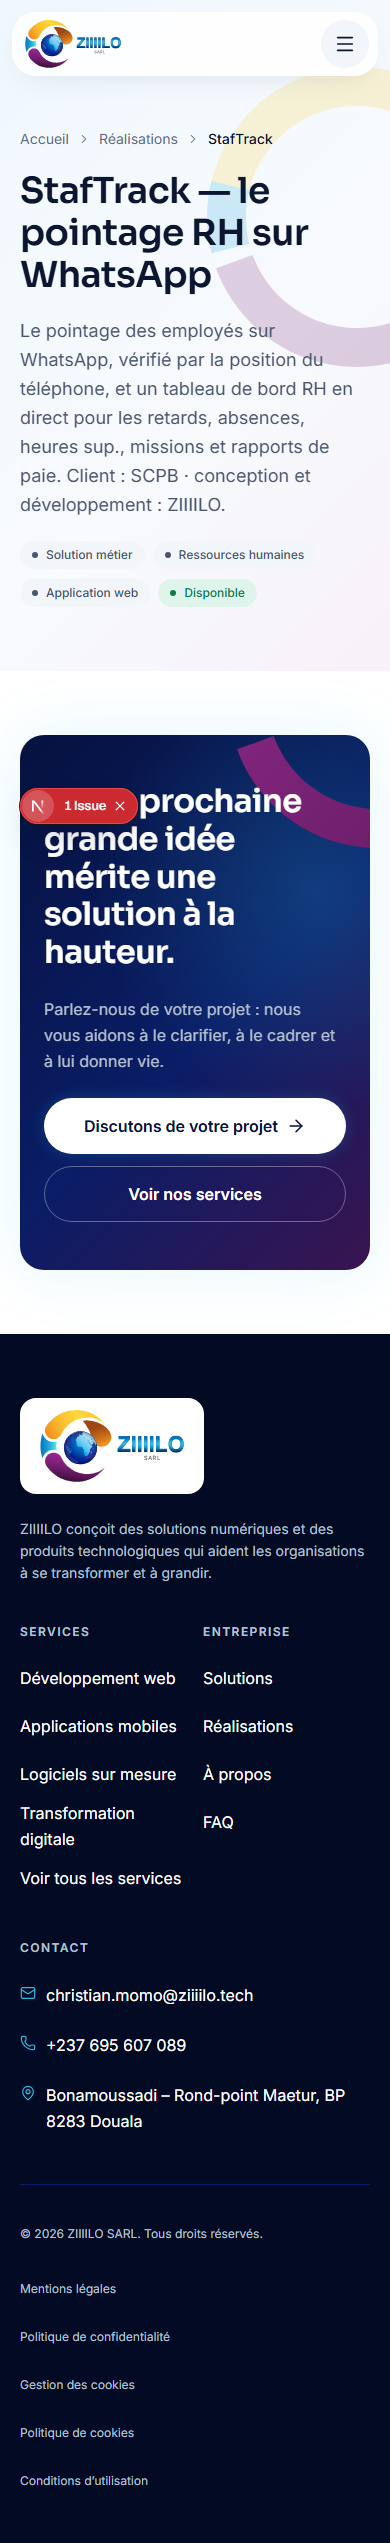 ZIIIILO
SARL
Accueil > Réalisations > StafTrack
StafTrack — le
pointage RH sur
WhatsApp
Le pointage des employés sur
WhatsApp, vérifié par la position du
téléphone, et un tableau de bord RH en
direct pour les retards, absences,
heures sup., missions et rapports de
paie. Client : SCPB · conception et
développement : ZIIIILO.
Solution métier
Ressources humaines
Application web
Disponible
N 1 Issue
prochaine
grande idée
mérite une
solution à la
hauteur.
Parlez-nous de votre projet : nous
vous aidons à le clarifier, à le cadrer et
à lui donner vie.
Discutons de votre projet →
Voir nos services
ZIIIILO
SARL
ZIIIILO conçoit des solutions numériques et des
produits technologiques qui aident les organisations
à se transformer et à grandir.
SERVICES
Développement web
Applications mobiles
Logiciels sur mesure
Transformation
digitale
Voir tous les services
ENTREPRISE
Solutions
Réalisations
À propos
FAQ
CONTACT
christian.momo@ziiiilo.tech
+237 695 607 089
Bonamoussadi – Rond-point Maetur, BP
8283 Douala
© 2026 ZIIIILO SARL. Tous droits réservés.
Mentions légales
Politique de confidentialité
Gestion des cookies
Politique de cookies
Conditions d'utilisation